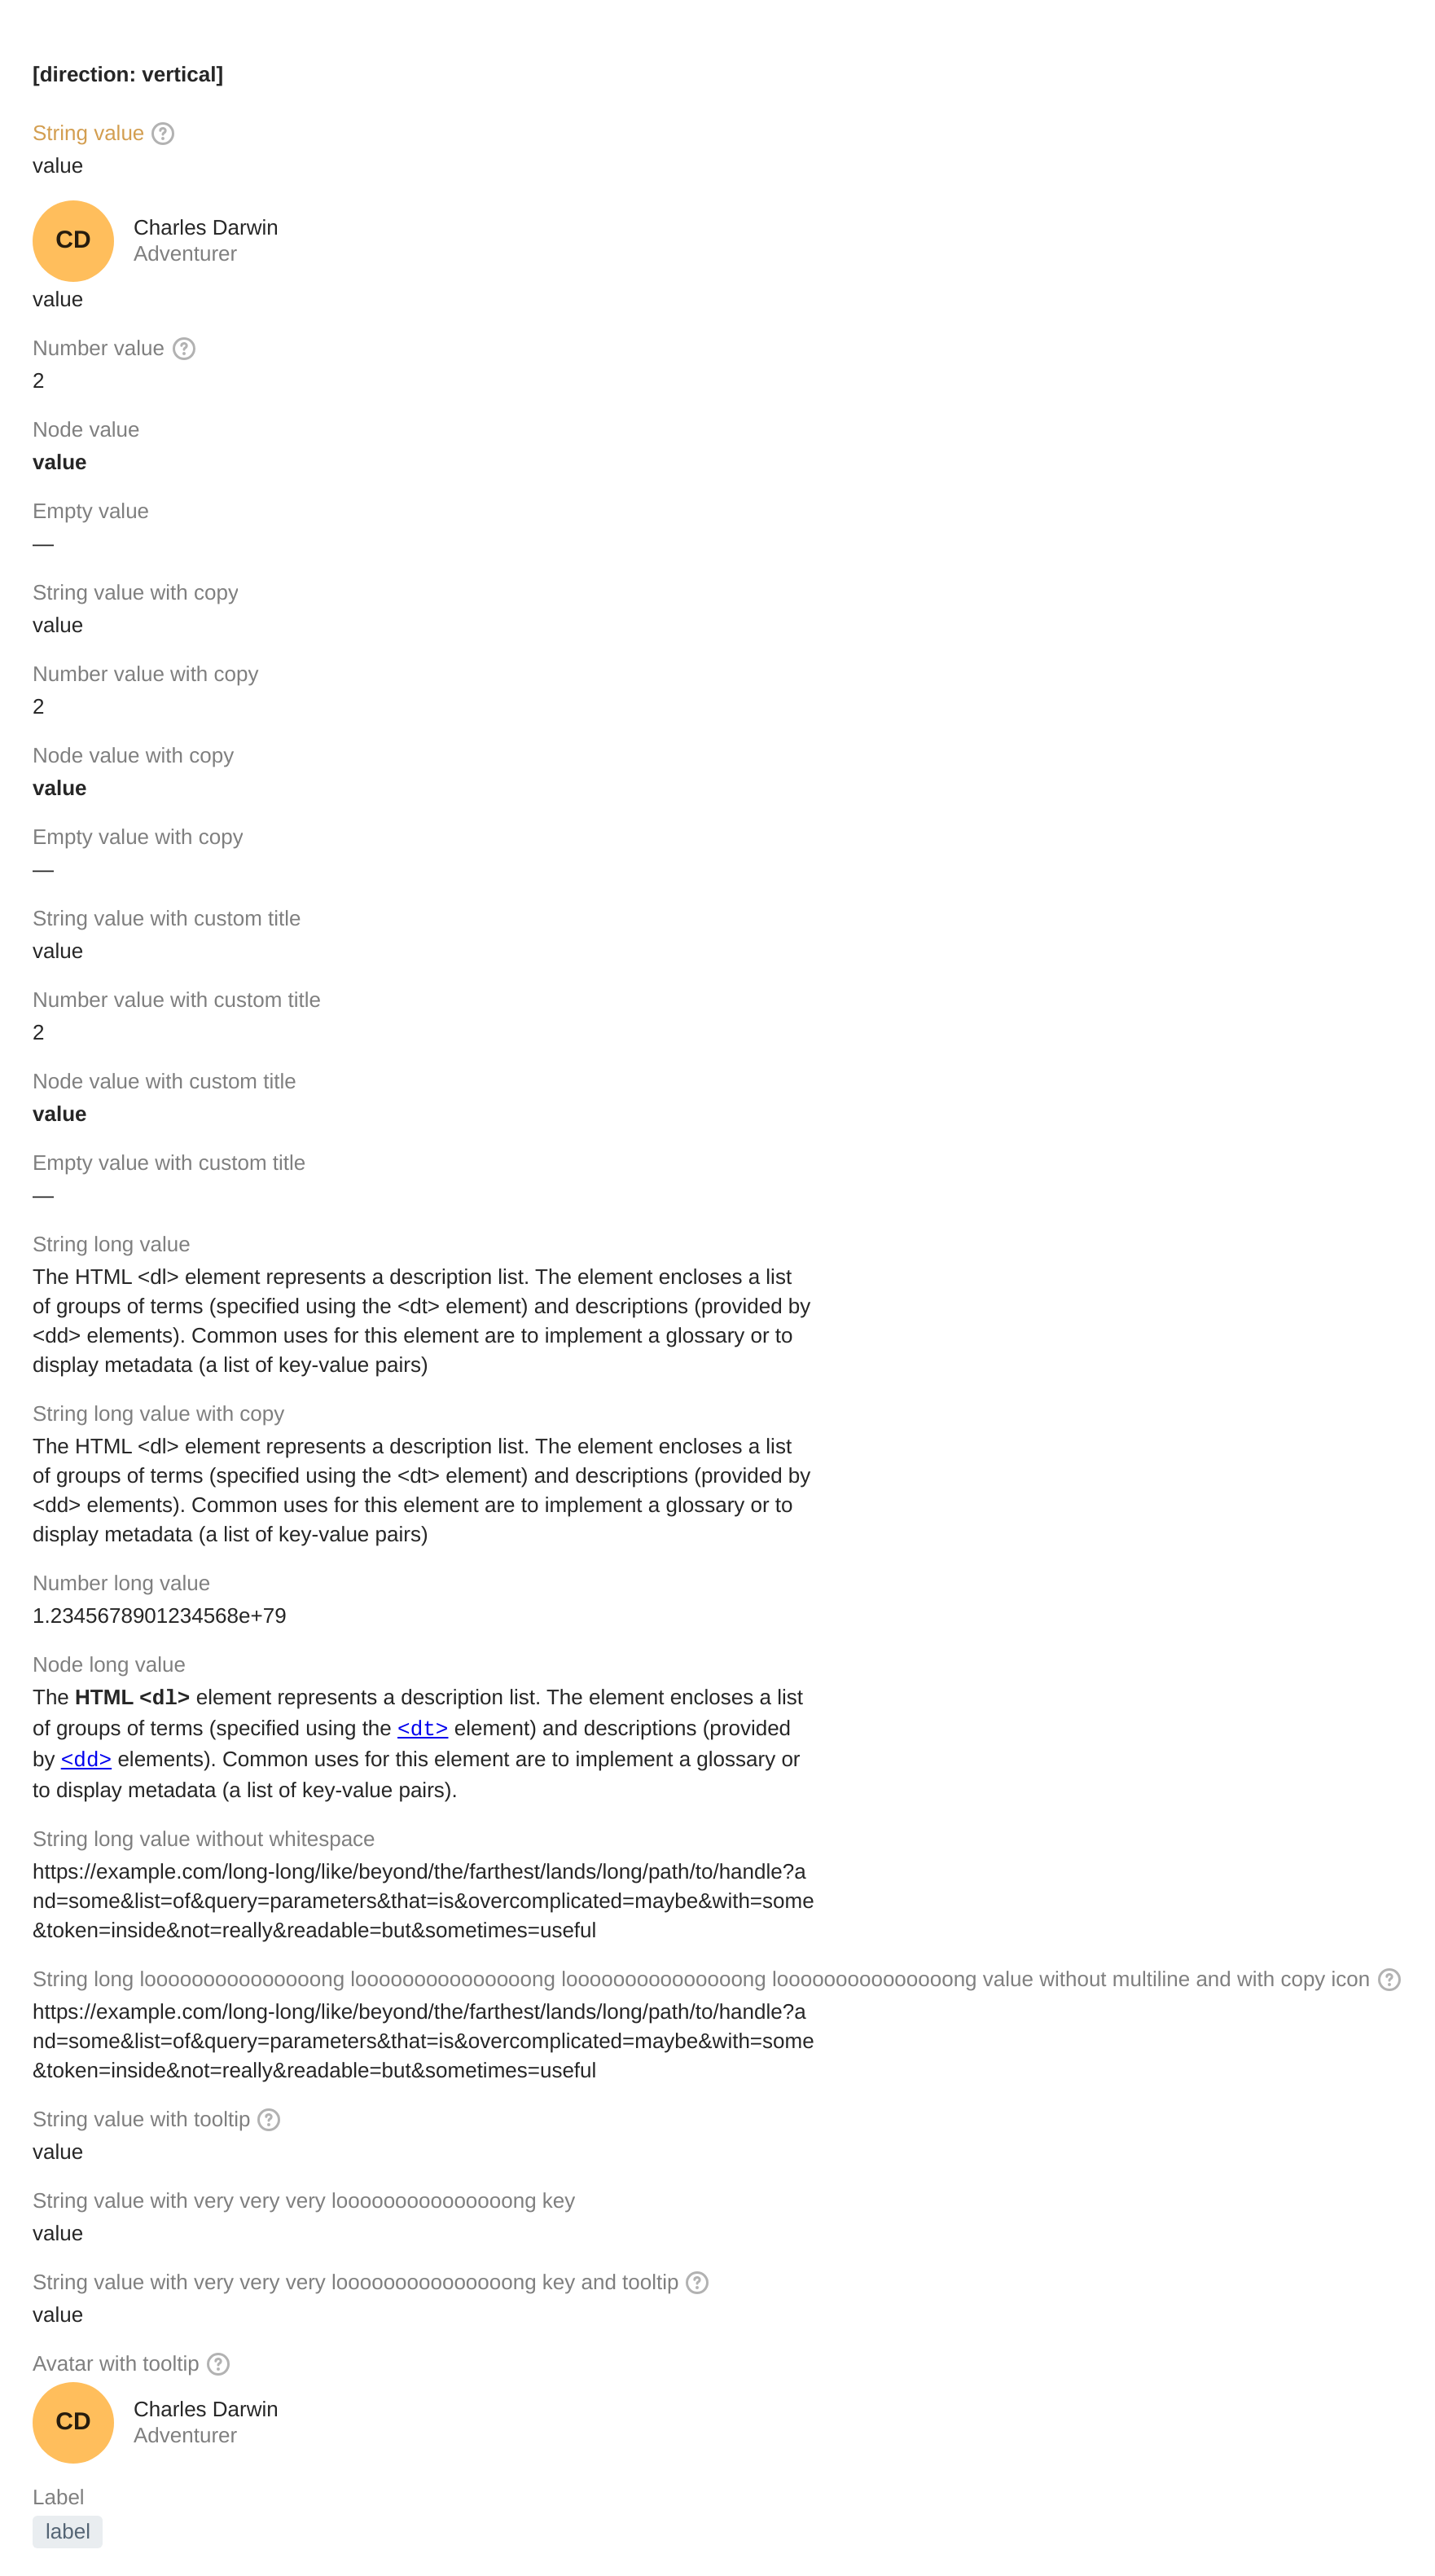 [direction: vertical]
String value
value
CD
Charles Darwin
Adventurer
value
Number value
2
Node value
value
Empty value
—
String value with copy
value
Number value with copy
2
Node value with copy
value
Empty value with copy
—
String value with custom title
value
Number value with custom title
2
Node value with custom title
value
Empty value with custom title
—
String long value
The HTML <dl> element represents a description list. The element encloses a list
of groups of terms (specified using the <dt> element) and descriptions (provided by
<dd> elements). Common uses for this element are to implement a glossary or to
display metadata (a list of key-value pairs)
String long value with copy
The HTML <dl> element represents a description list. The element encloses a list
of groups of terms (specified using the <dt> element) and descriptions (provided by
<dd> elements). Common uses for this element are to implement a glossary or to
display metadata (a list of key-value pairs)
Number long value
1.2345678901234568e+79
Node long value
The HTML <dl> element represents a description list. The element encloses a list
of groups of terms (specified using the <dt> element) and descriptions (provided
by <dd> elements). Common uses for this element are to implement a glossary or
to display metadata (a list of key-value pairs).
String long value without whitespace
https://example.com/long-long/like/beyond/the/farthest/lands/long/path/to/handle?a
nd=some&list=of&query=parameters&that=is&overcomplicated=maybe&with=some
&token=inside&not=really&readable=but&sometimes=useful
String long looooooooooooooong looooooooooooooong looooooooooooooong looooooooooooooong value without multiline and with copy icon
https://example.com/long-long/like/beyond/the/farthest/lands/long/path/to/handle?a
nd=some&list=of&query=parameters&that=is&overcomplicated=maybe&with=some
&token=inside&not=really&readable=but&sometimes=useful
String value with tooltip
value
String value with very very very looooooooooooooong key
value
String value with very very very looooooooooooooong key and tooltip
value
Avatar with tooltip
CD
Charles Darwin
Adventurer
Label
label